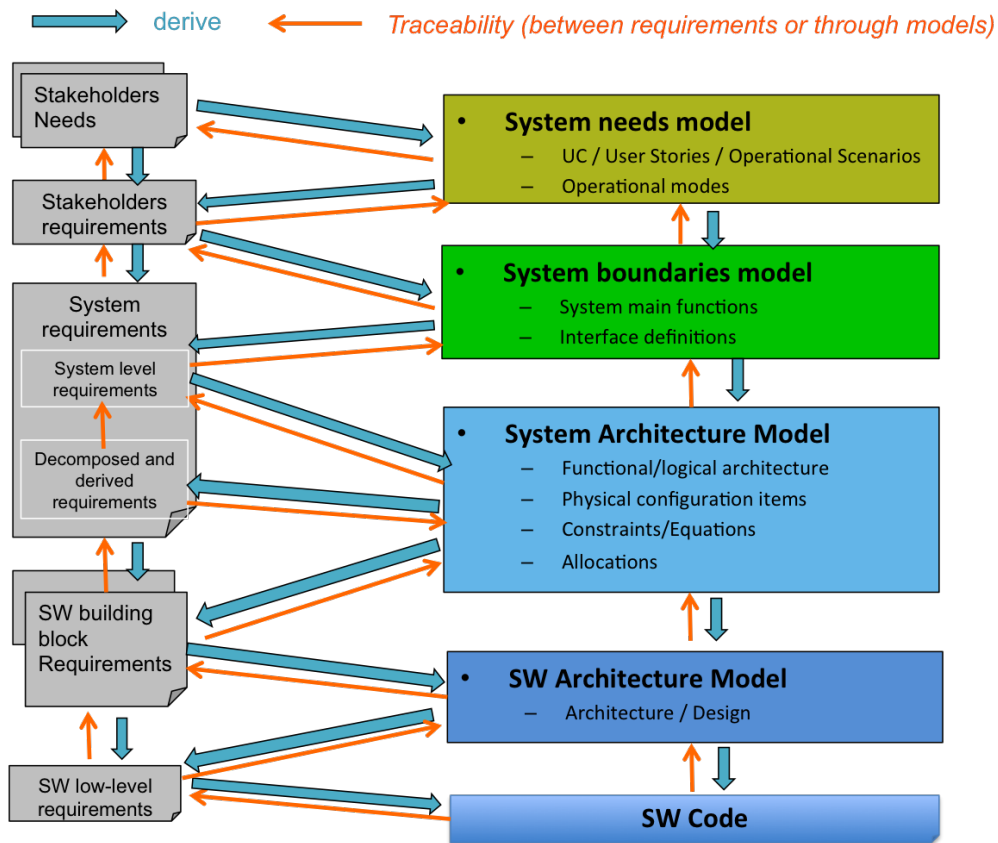 derive
Traceability (between requirements or through models)
Stakeholders
Needs
Stakeholders
requirements
System
requirements
System level
requirements
Decomposed and
derived
requirements
SW building
block
Requirements
SW low-level
requirements
• System needs model
– UC / User Stories / Operational Scenarios
– Operational modes
• System boundaries model
– System main functions
– Interface definitions
• System Architecture Model
– Functional/logical architecture
– Physical configuration items
– Constraints/Equations
– Allocations
• SW Architecture Model
– Architecture / Design
SW Code